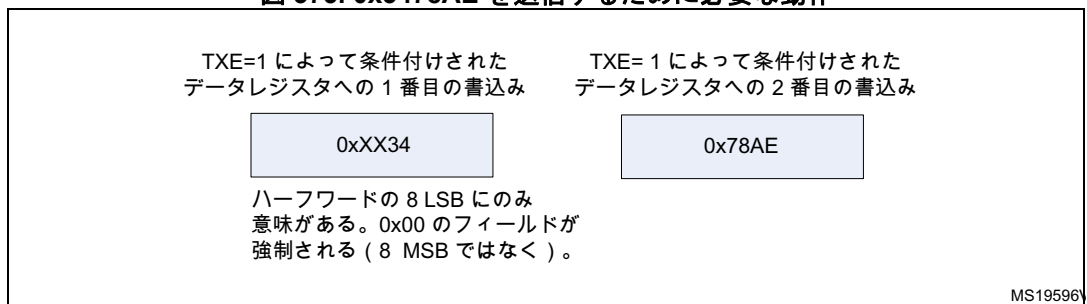 TXE=1 によって条件付けされた
データレジスタへの 1 番目の書込み
TXE= 1 によって条件付けされた
データレジスタへの 2 番目の書込み
0xXX34
0x78AE
ハーフワードの 8 LSB にのみ
意味がある。0x00 のフィールドが
強制される ( 8 MSB ではなく ) 。
MS19596